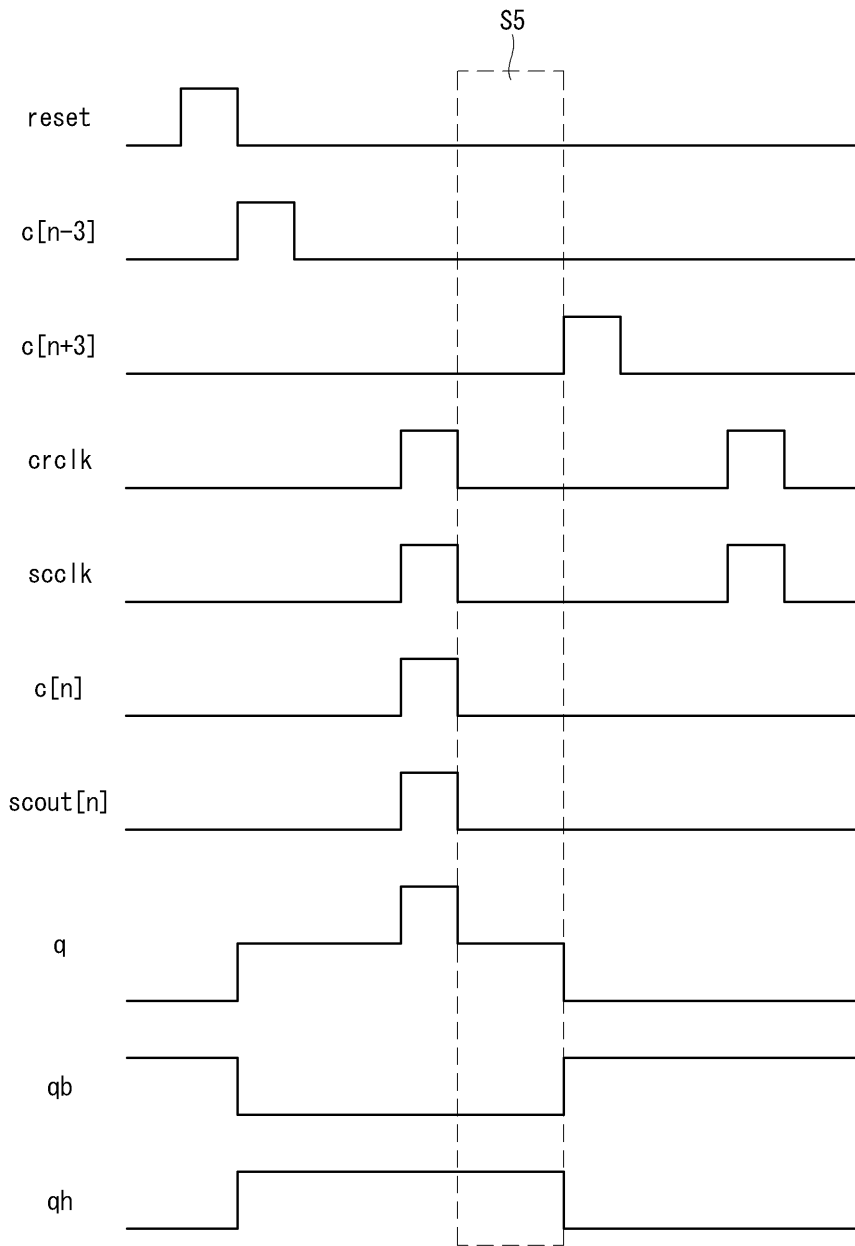 S5
reset
c[n-3]
c[n+3]
crclk
scclk
c[n]
scout[n]
q
qb
qh